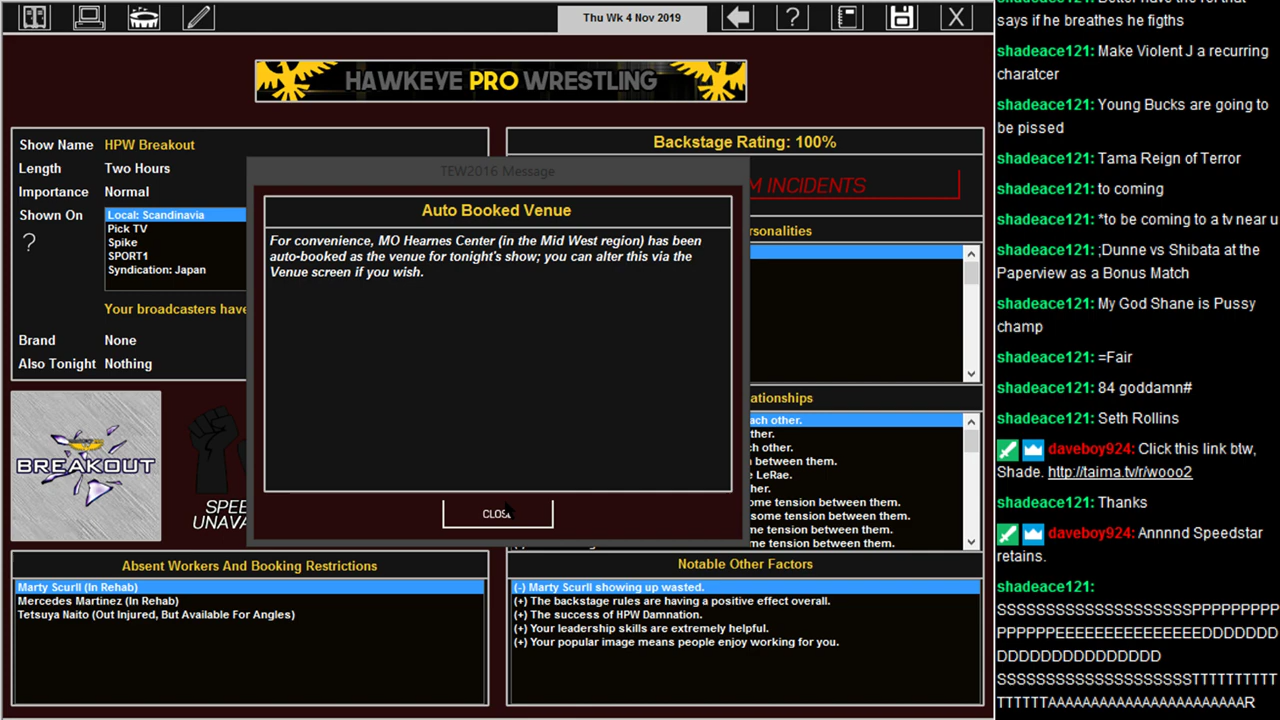 Thu Wk 4 Nov 2019
HAWKEYE PRO WRESTLING
Show Name HPW Breakout
Length Two Hours
Importance Normal
Shown On Local: Scandinavia
Pick TV
Spike
SPORT1
Syndication: Japan
?
Your broadcasters have
Brand None
Also Tonight Nothing
BREAKOUT
SPEE
UNAVA
Backstage Rating: 100%
M INCIDENTS
rsonalities
TEW2016 Message
Auto Booked Venue
For convenience, MO Hearnes Center (in the Mid West region) has been
auto-booked as the venue for tonight's show; you can alter this via the
Venue screen if you wish.
CLOS
ationships
ach other.
ther.
ch other.
n between them.
e LeRae.
her.
ome tension between them.
some tension between them.
me tension between them.
ome tension between them.
Absent Workers And Booking Restrictions
Marty Scurll (In Rehab)
Mercedes Martinez (In Rehab)
Tetsuya Naito (Out Injured, But Available For Angles)
Notable Other Factors
(-) Marty Scurll showing up wasted.
(+) The backstage rules are having a positive effect overall.
(+) The success of HPW Damnation.
(+) Your leadership skills are extremely helpful.
(+) Your popular image means people enjoy working for you.
says if he breathes he figths
shadeace121: Make Violent J a recurring
charatcer
shadeace121: Young Bucks are going to
be pissed
shadeace121: Tama Reign of Terror
shadeace121: to coming
shadeace121: *to be coming to a tv near u
shadeace121: ;Dunne vs Shibata at the
Paperview as a Bonus Match
shadeace121: My God Shane is Pussy
champ
shadeace121: =Fair
shadeace121: 84 goddamn#
shadeace121: Seth Rollins
daveboy924: Click this link btw,
Shade. http://taima.tv/r/wooo2
shadeace121: Thanks
daveboy924: Annnnd Speedstar
retains.
shadeace121:
SSSSSSSSSSSSSSSSSSSSPPPPPPPPP
PPPPPPEEEEEEEEEEEEEEEEDDDDDDD
DDDDDDDDDDDDDDDD
SSSSSSSSSSSSSSSSSSSSTTTTTTTTTT
TTTTTTAAAAAAAAAAAAAAAAAAAAAAAR